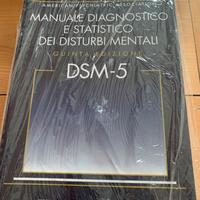 AMERICAN PSYCHIATRIC ASSOCIATION
MANUALE DIAGNOSTICO
E STATISTICO
DEI DISTURBI MENTALI
QUINTA EDIZIONE
DSM-5